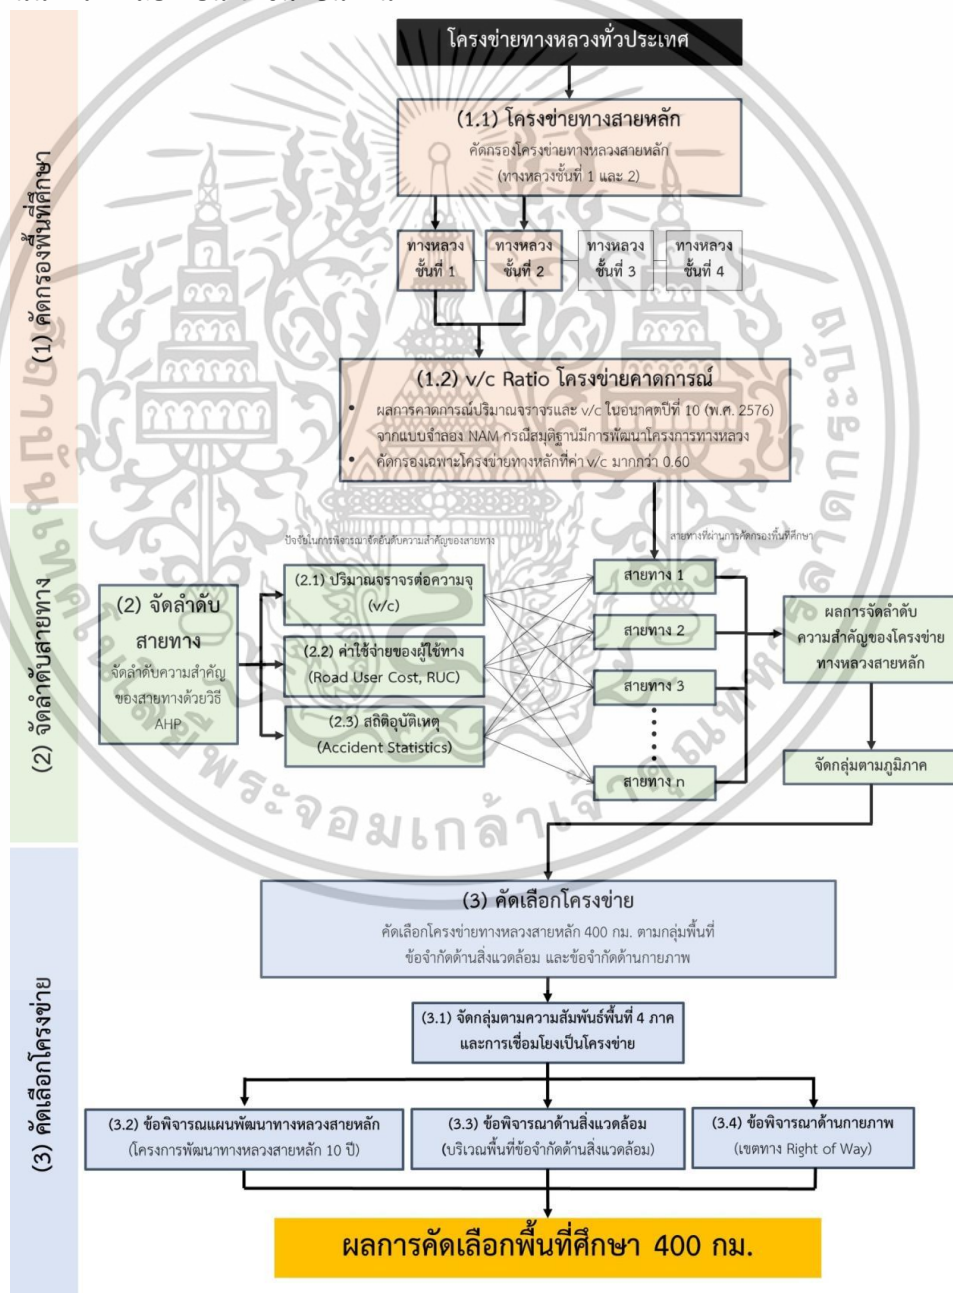 โครงข่ายทางหลวงทั่วประเทศ
(1) คัดกรองพื้นที่ศึกษา
(1.1) โครงข่ายทางสายหลัก
คัดกรองโครงข่ายทางหลวงสายหลัก
(ทางหลวงชั้นที่ 1 และ 2)
ทางหลวง
ชั้นที่ 1
ทางหลวง
ชั้นที่ 2
ทางหลวง
ชั้นที่ 3
ทางหลวง
ชั้นที่ 4
(1.2) v/c Ratio โครงข่ายคาดการณ์
• ผลการคาดการณ์ปริมาณจราจรและ v/c ในอนาคตปีที่ 10 (พ.ศ. 2576)
จากแบบจำลอง NAM กรณีสมุติฐานมีการพัฒนาโครงการทางหลวง
• คัดกรองเฉพาะโครงข่ายทางหลักที่ค่า v/c มากกว่า 0.60
(2) จัดลำดับสายทาง
ปัจจัยในการพิจารณาจัดอันดับความสำคัญของสายทาง
สายทางที่ผ่านการคัดกรองพื้นที่ศึกษา
(2) จัดลำดับ
สายทาง
จัดลำดับความสำคัญ
ของสายทางด้วยวิธี
AHP
(2.1) ปริมาณจราจรต่อความจุ
(v/c)
(2.2) ค่าใช้จ่ายของผู้ใช้ทาง
(Road User Cost, RUC)
(2.3) สถิติอุบัติเหตุ
(Accident Statistics)
สายทาง 1
สายทาง 2
สายทาง 3
สายทาง n
ผลการจัดลำดับ
ความสำคัญของโครงข่าย
ทางหลวงสายหลัก
จัดกลุ่มตามภูมิภาค
(3) คัดเลือกโครงข่าย
(3) คัดเลือกโครงข่าย
คัดเลือกโครงข่ายทางหลวงสายหลัก 400 กม. ตามกลุ่มพื้นที่
ข้อจำกัดด้านสิ่งแวดล้อม และข้อจำกัดด้านกายภาพ
(3.1) จัดกลุ่มตามความสัมพันธ์พื้นที่ 4 ภาค
และการเชื่อมโยงเป็นโครงข่าย
(3.2) ข้อพิจารณแผนพัฒนาทางหลวงสายหลัก
(โครงการพัฒนาทางหลวงสายหลัก 10 ปี)
(3.3) ข้อพิจารณาด้านสิ่งแวดล้อม
(บริเวณพื้นที่ข้อจำกัดด้านสิ่งแวดล้อม)
(3.4) ข้อพิจารณาด้านกายภาพ
(เขตทาง Right of Way)
ผลการคัดเลือกพื้นที่ศึกษา 400 กม.